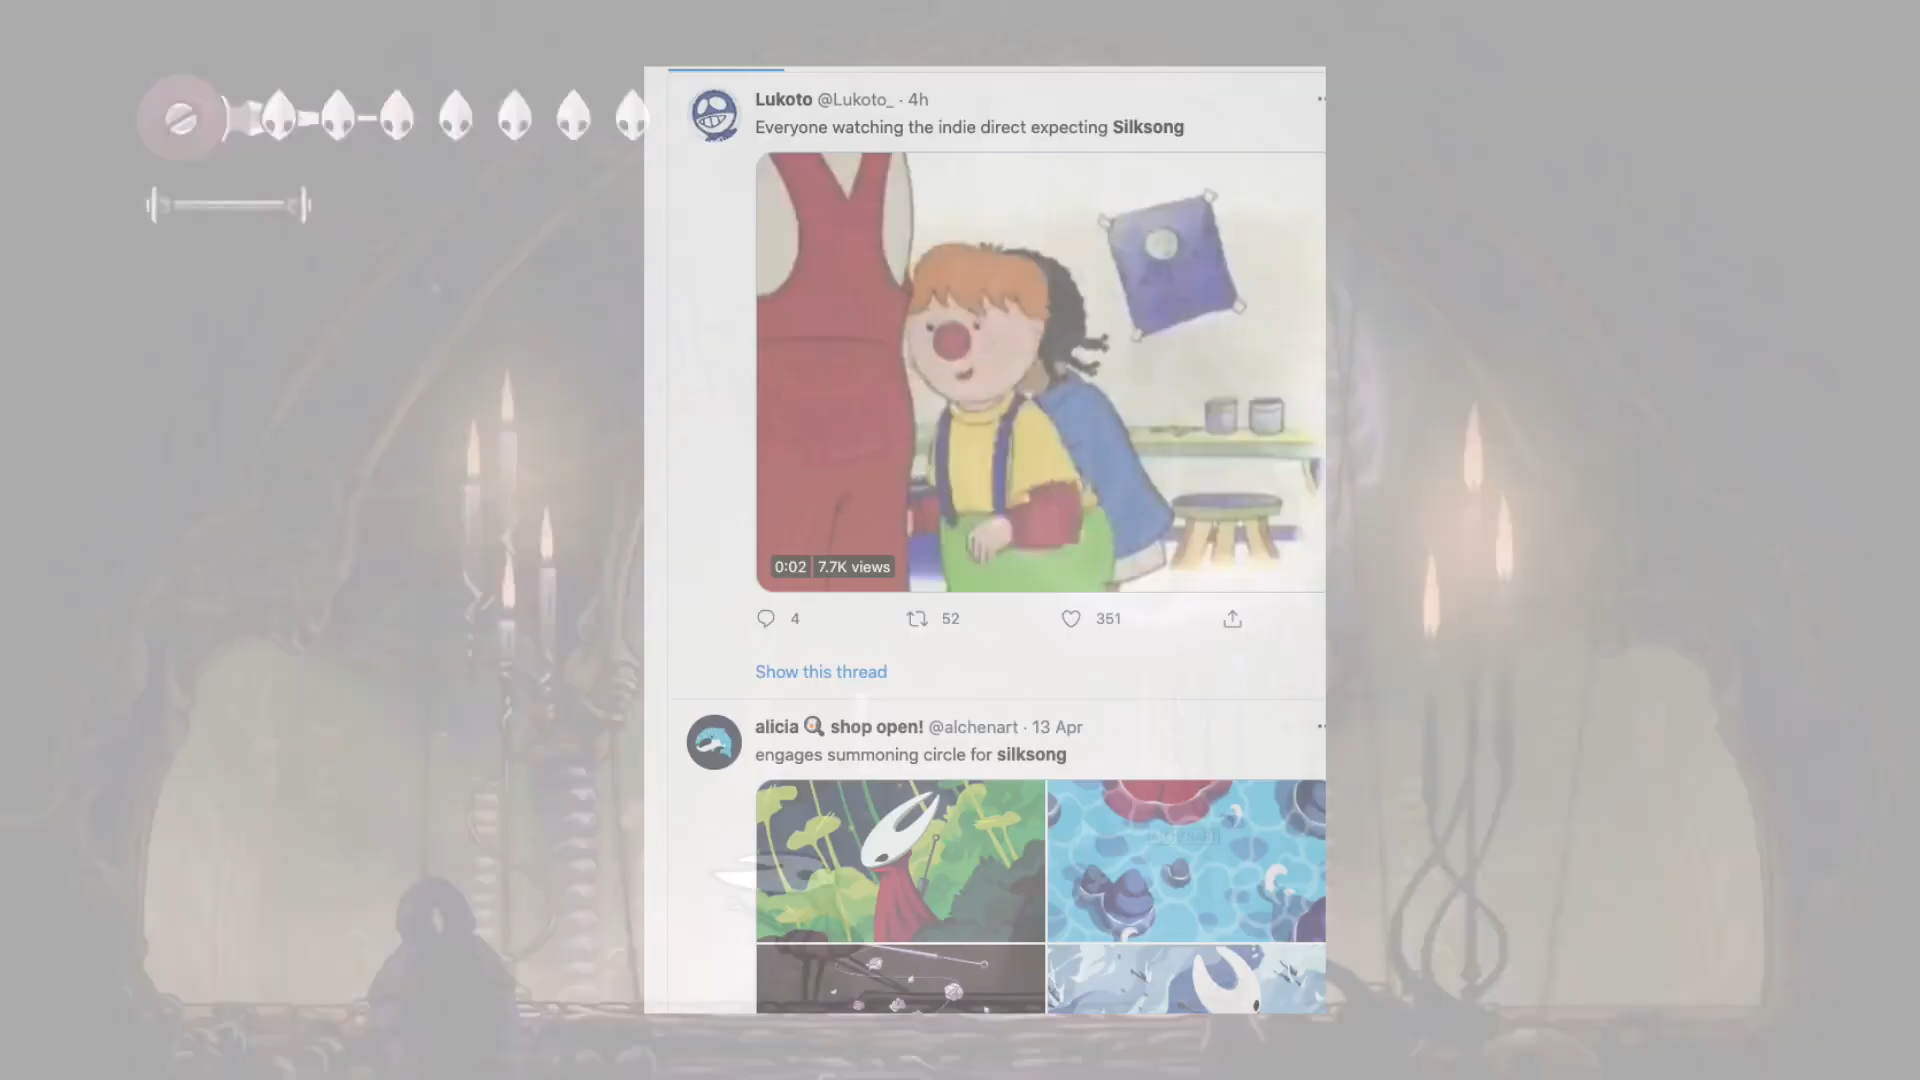 Lukoto @Lukoto_ · 4h
Everyone watching the indie direct expecting Silksong
0:02 7.7K views
4 52 351
Show this thread
alicia shop open! @alchenart · 13 Apr
engages summoning circle for silksong